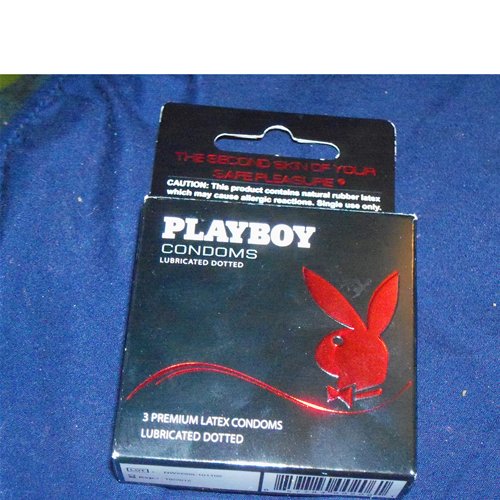 THE SECOND SKIN OF YOUR
SAFE PLEASURE
CAUTION: This product contains natural rubber latex
which may cause allergic reactions. Single use only.
PLAYBOY
CONDOMS
LUBRICATED DOTTED
3 PREMIUM LATEX CONDOMS
LUBRICATED DOTTED
LOT